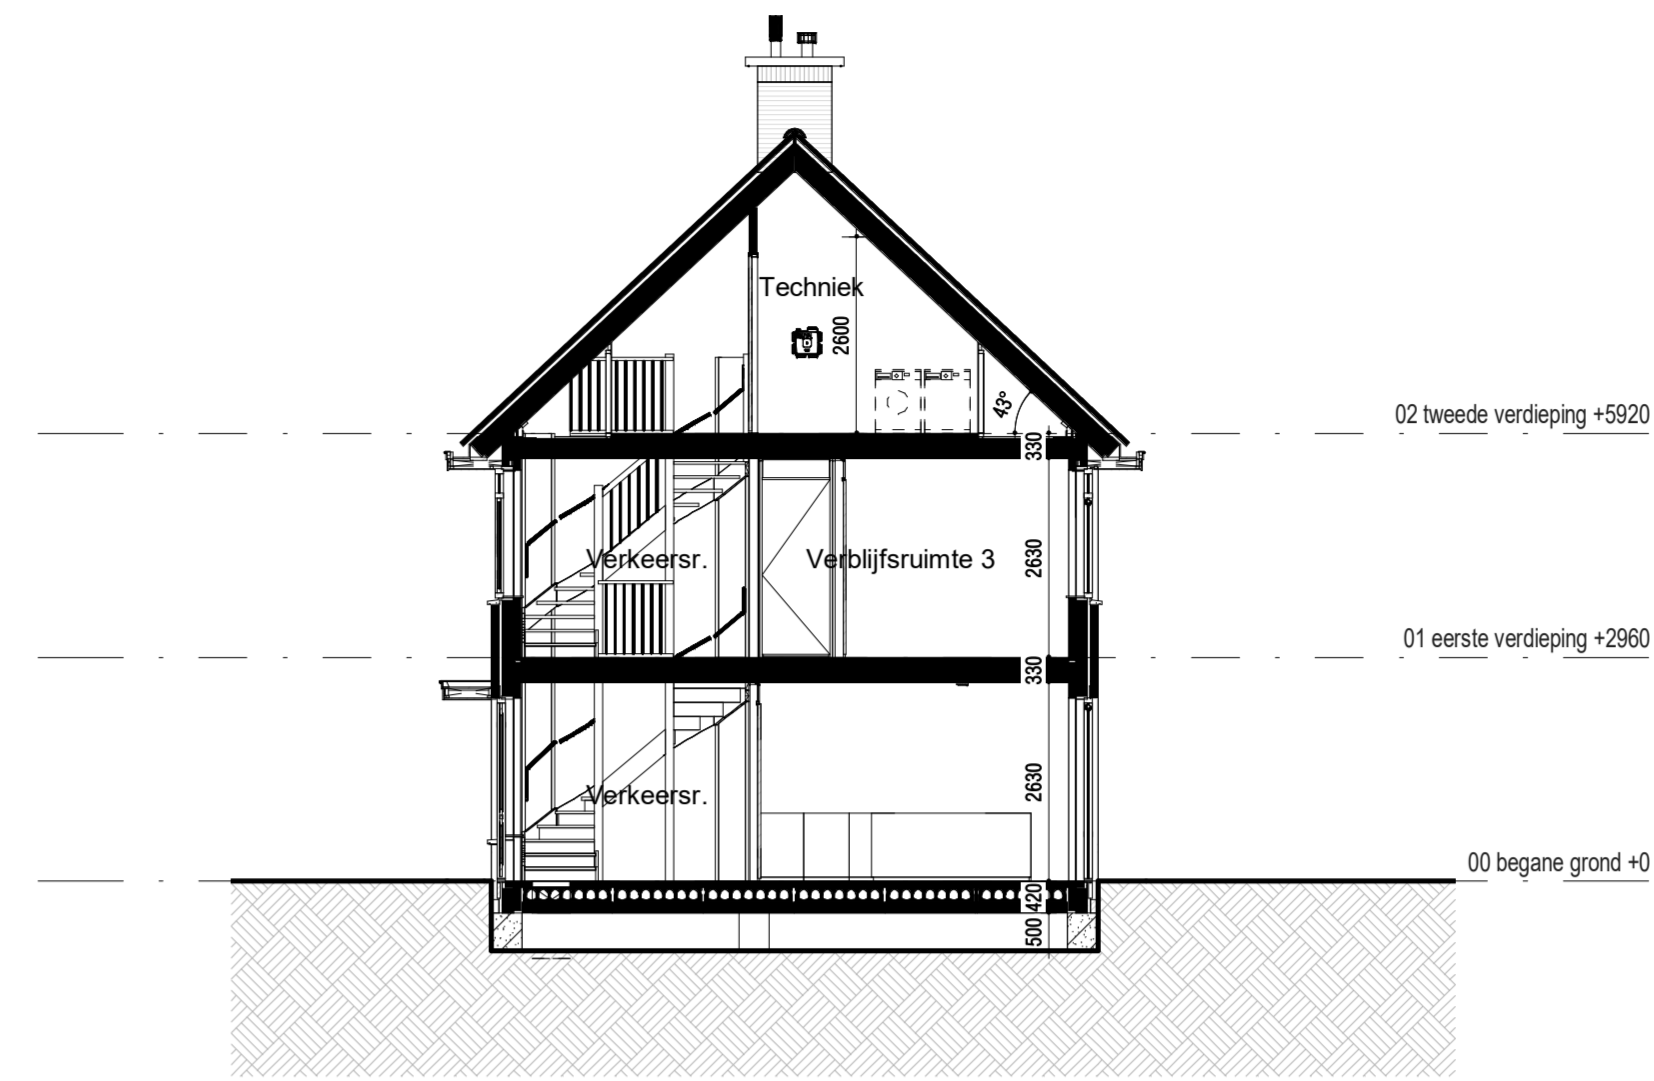 Techniek
2600
43°
02 tweede verdieping +5920
330
Verkeersr.
Verblijfsruimte 3
2630
01 eerste verdieping +2960
330
2630
Verkeersr.
00 begane grond +0
420
500